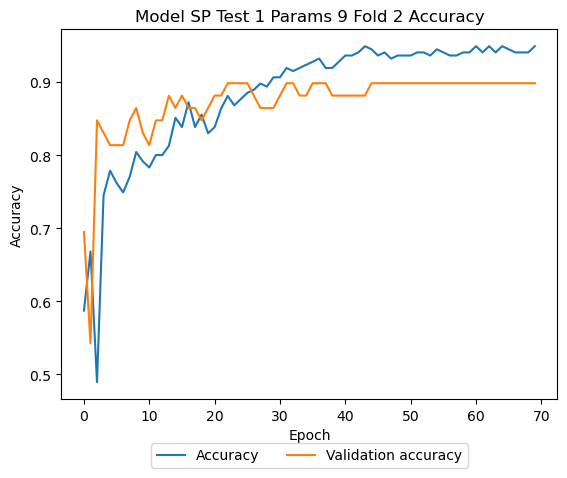 Model SP Test 1 Params 9 Fold 2 Accuracy
Accuracy
0.9
0.8
0.7
0.6
0.5
0 10 20 30 40 50 60 70
Epoch
Accuracy Validation accuracy